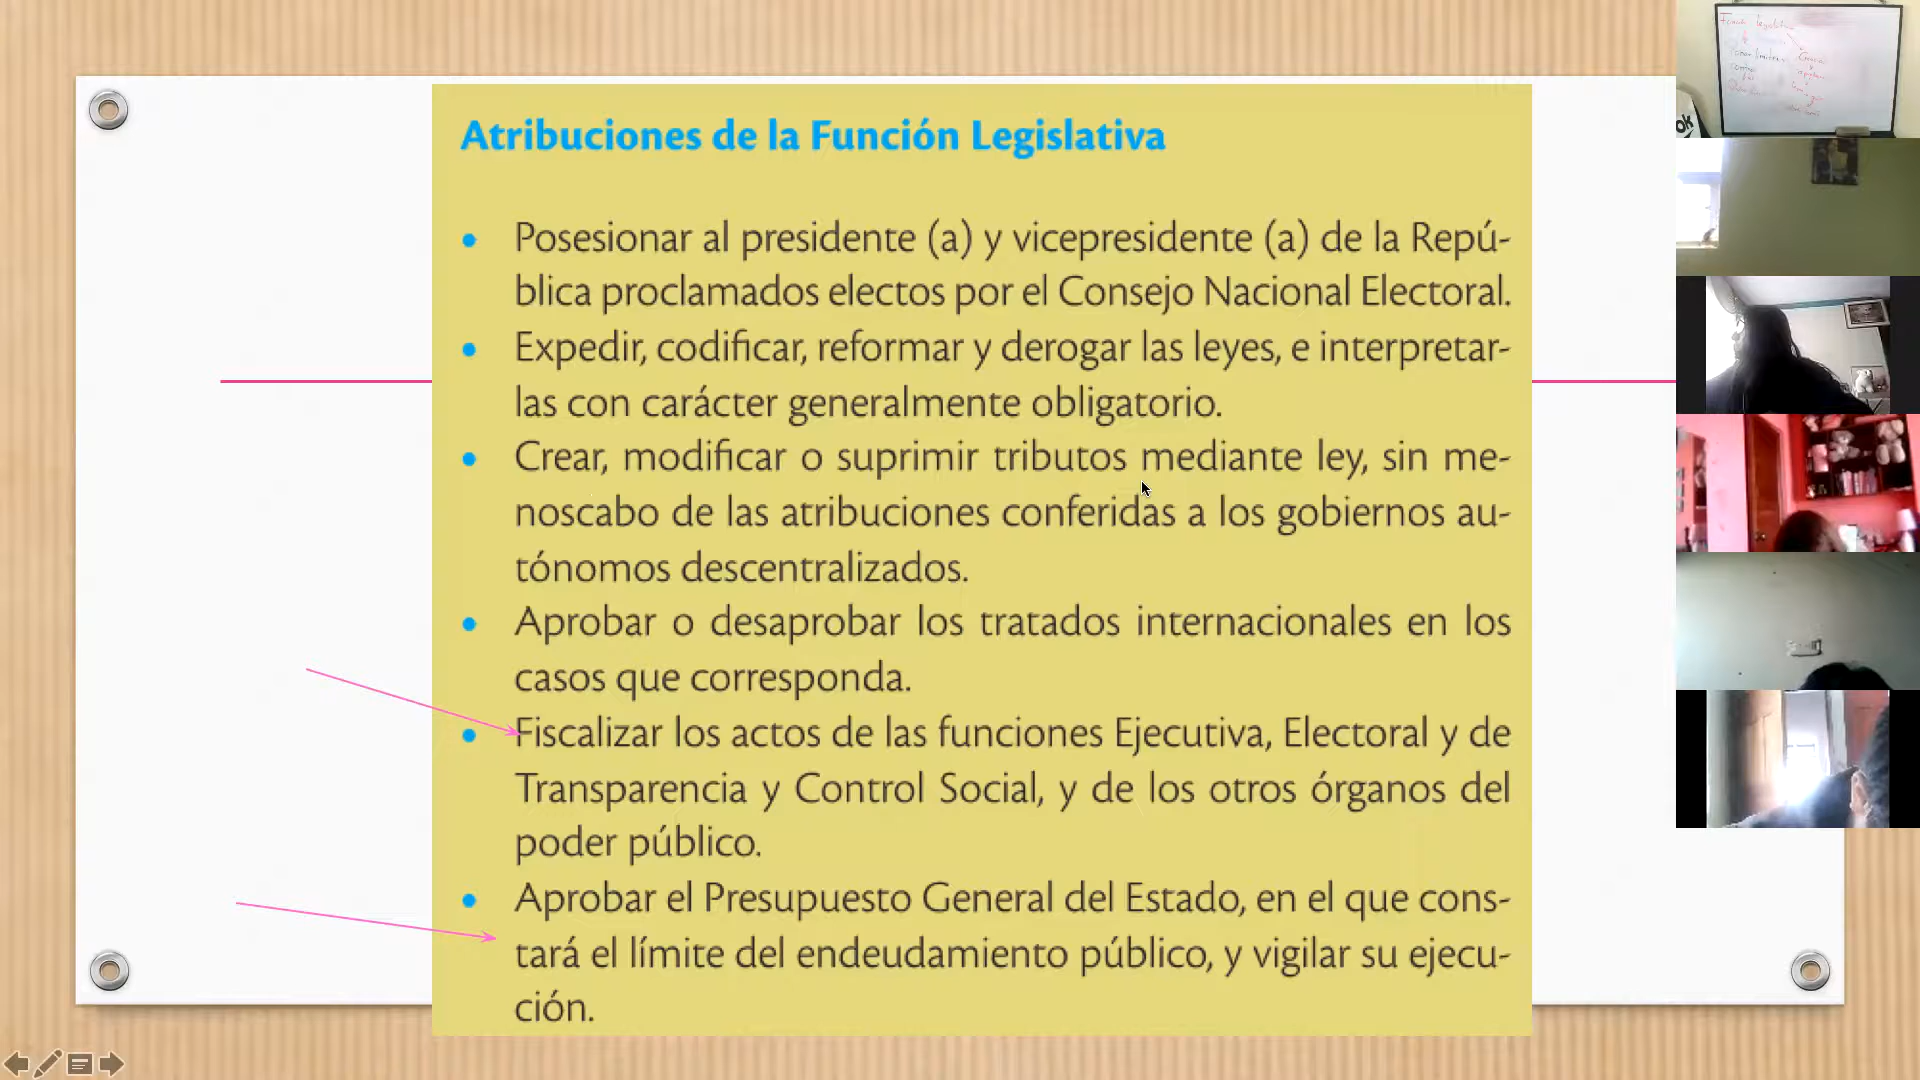 Atribuciones de la Función Legislativa
Posesionar al presidente (a) y vicepresidente (a) de la Repú-
blica proclamados electos por el Consejo Nacional Electoral.
Expedir, codificar, reformar y derogar las leyes, e interpretar-
las con carácter generalmente obligatorio.
Crear, modificar o suprimir tributos mediante ley, sin me-
noscabo de las atribuciones conferidas a los gobiernos au-
tónomos descentralizados.
Aprobar o desaprobar los tratados internacionales en los
casos que corresponda.
Fiscalizar los actos de las funciones Ejecutiva, Electoral y de
Transparencia y Control Social, y de los otros órganos del
poder público.
Aprobar el Presupuesto General del Estado, en el que cons-
tará el límite del endeudamiento público, y vigilar su ejecu-
ción.
ok